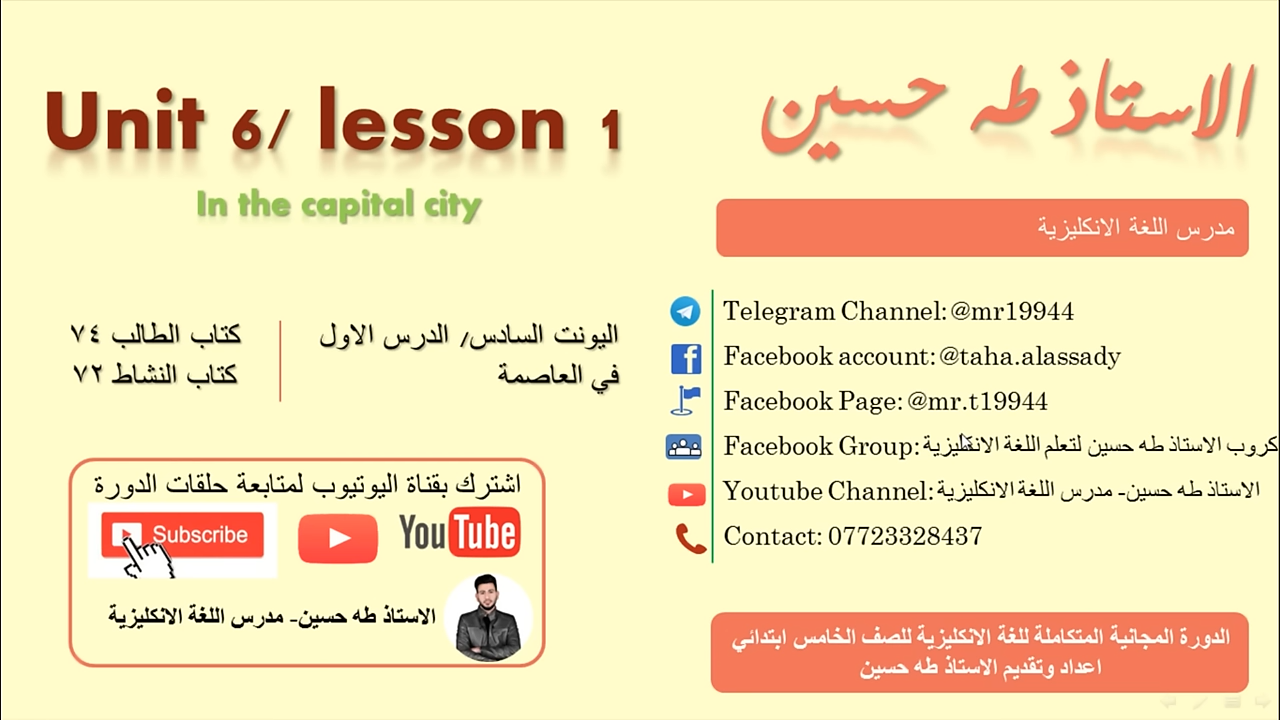 Unit 6/ lesson 1
In the capital city
اليونت السادس/ الدرس الاول
في العاصمة
كتاب الطالب ٧٤
كتاب النشاط ٧٢
اشترك بقناة اليوتيوب لمتابعة حلقات الدورة
Subscribe
YouTube
الاستاذ طه حسين- مدرس اللغة الانكليزية
الاستاذ طه حسين
مدرس اللغة الانكليزية
Telegram Channel: @mr19944
Facebook account: @taha.alassady
Facebook Page: @mr.t19944
Facebook Group: كروب الاستاذ طه حسين لتعلم اللغة الانكليزية
Youtube Channel: الاستاذ طه حسين- مدرس اللغة الانكليزية
Contact: 07723328437
الدورة المجانية المتكاملة للغة الانكليزية للصف الخامس ابتدائي
اعداد وتقديم الاستاذ طه حسين